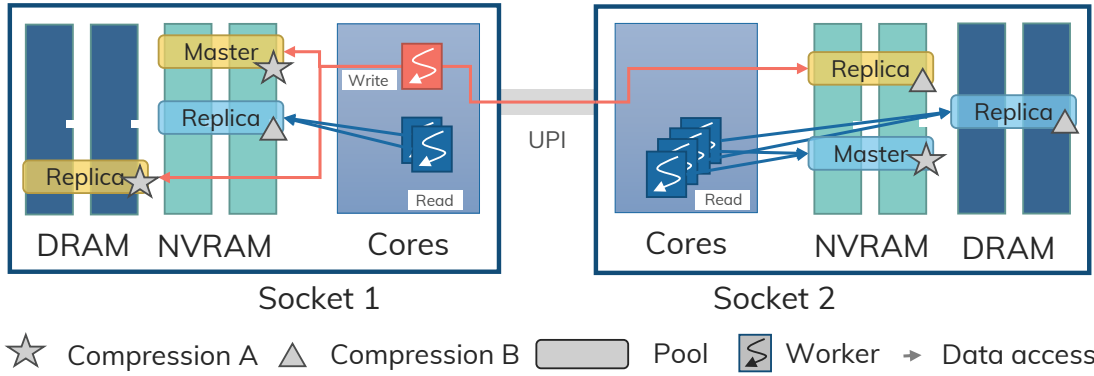 Master
Write
Replica
Replica
Replica
Read
DRAM
NVRAM
Cores
Socket 1
UPI
Replica
Replica
Master
Read
Cores
NVRAM
DRAM
Socket 2
Compression A
Compression B
Pool
Worker
Data access